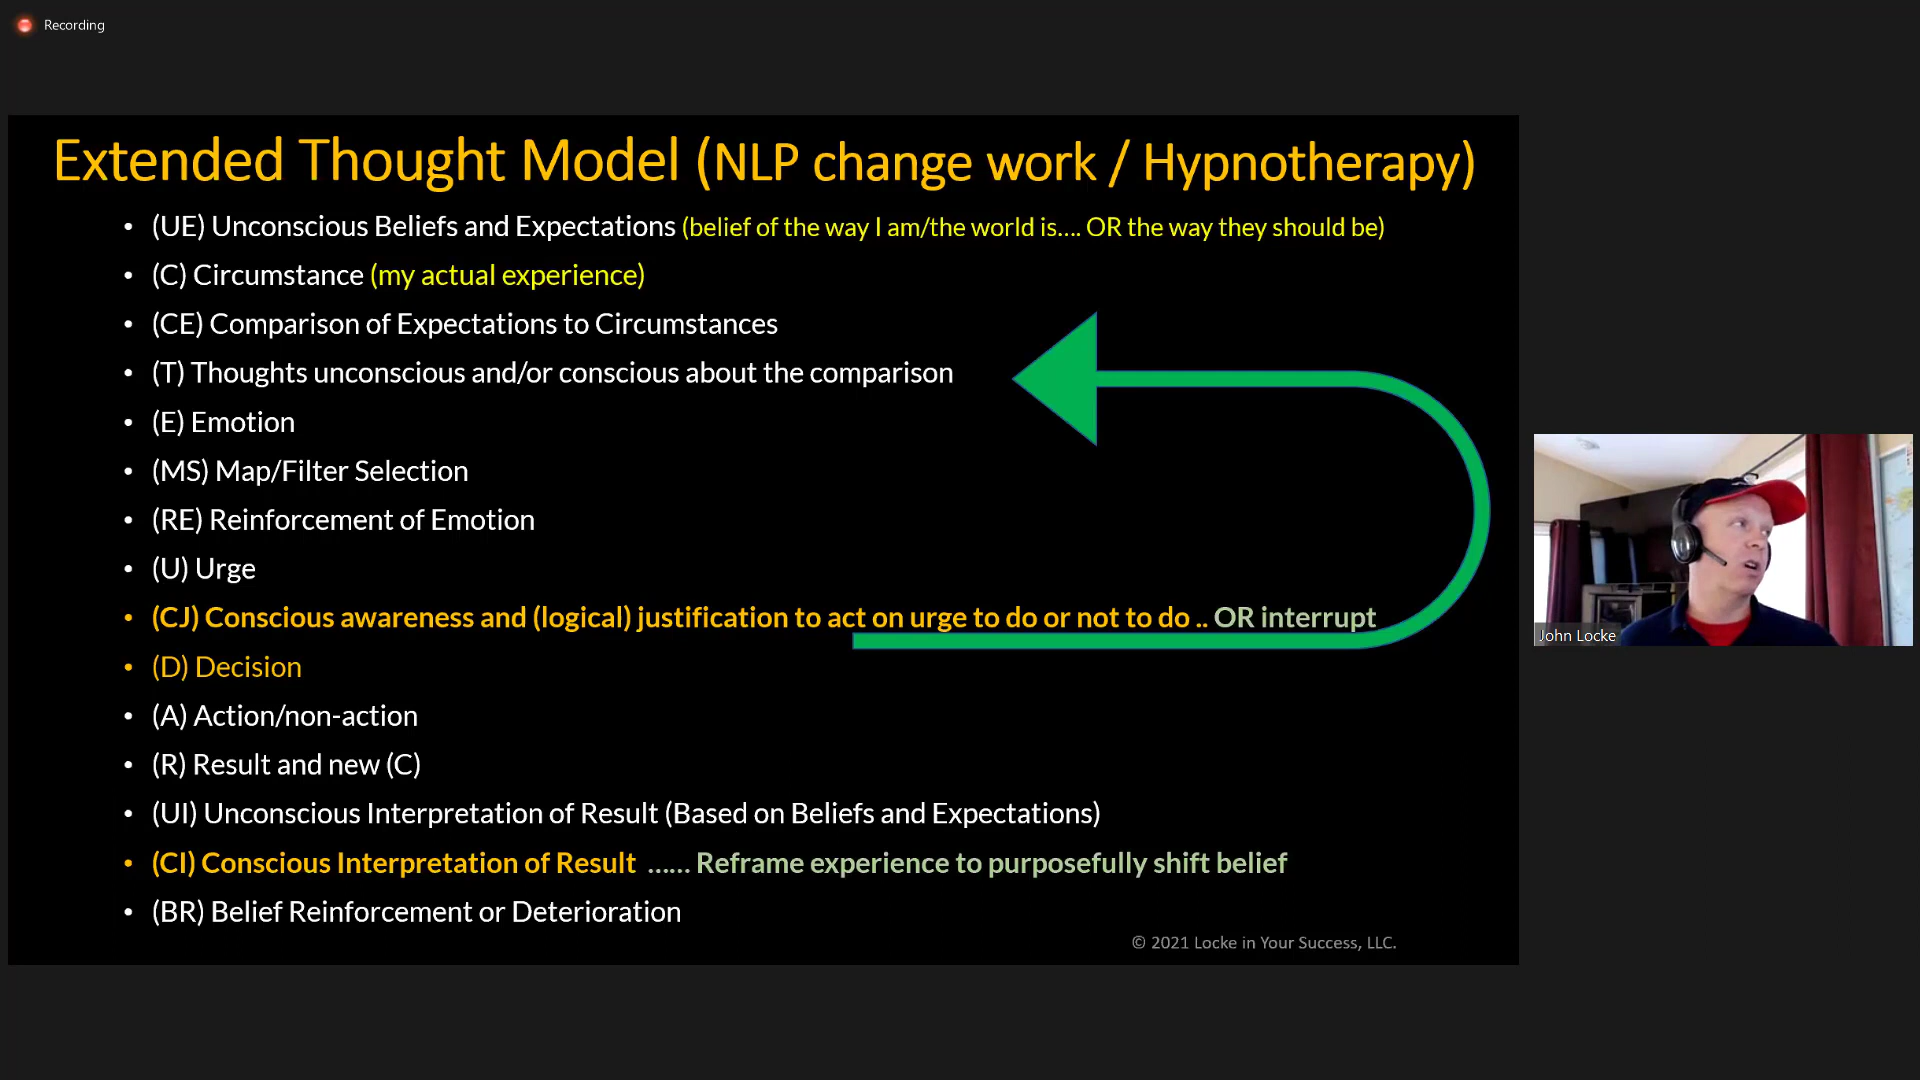 Recording
Extended Thought Model (NLP change work / Hypnotherapy)
• (UE) Unconscious Beliefs and Expectations (belief of the way I am/the world is.... OR the way they should be)
• (C) Circumstance (my actual experience)
• (CE) Comparison of Expectations to Circumstances
• (T) Thoughts unconscious and/or conscious about the comparison
• (E) Emotion
• (MS) Map/Filter Selection
• (RE) Reinforcement of Emotion
• (U) Urge
• (CJ) Conscious awareness and (logical) justification to act on urge to do or not to do .. OR interrupt
• (D) Decision
• (A) Action/non-action
• (R) Result and new (C)
• (UI) Unconscious Interpretation of Result (Based on Beliefs and Expectations)
• (CI) Conscious Interpretation of Result ...... Reframe experience to purposefully shift belief
• (BR) Belief Reinforcement or Deterioration
© 2021 Locke in Your Success, LLC.
John Locke